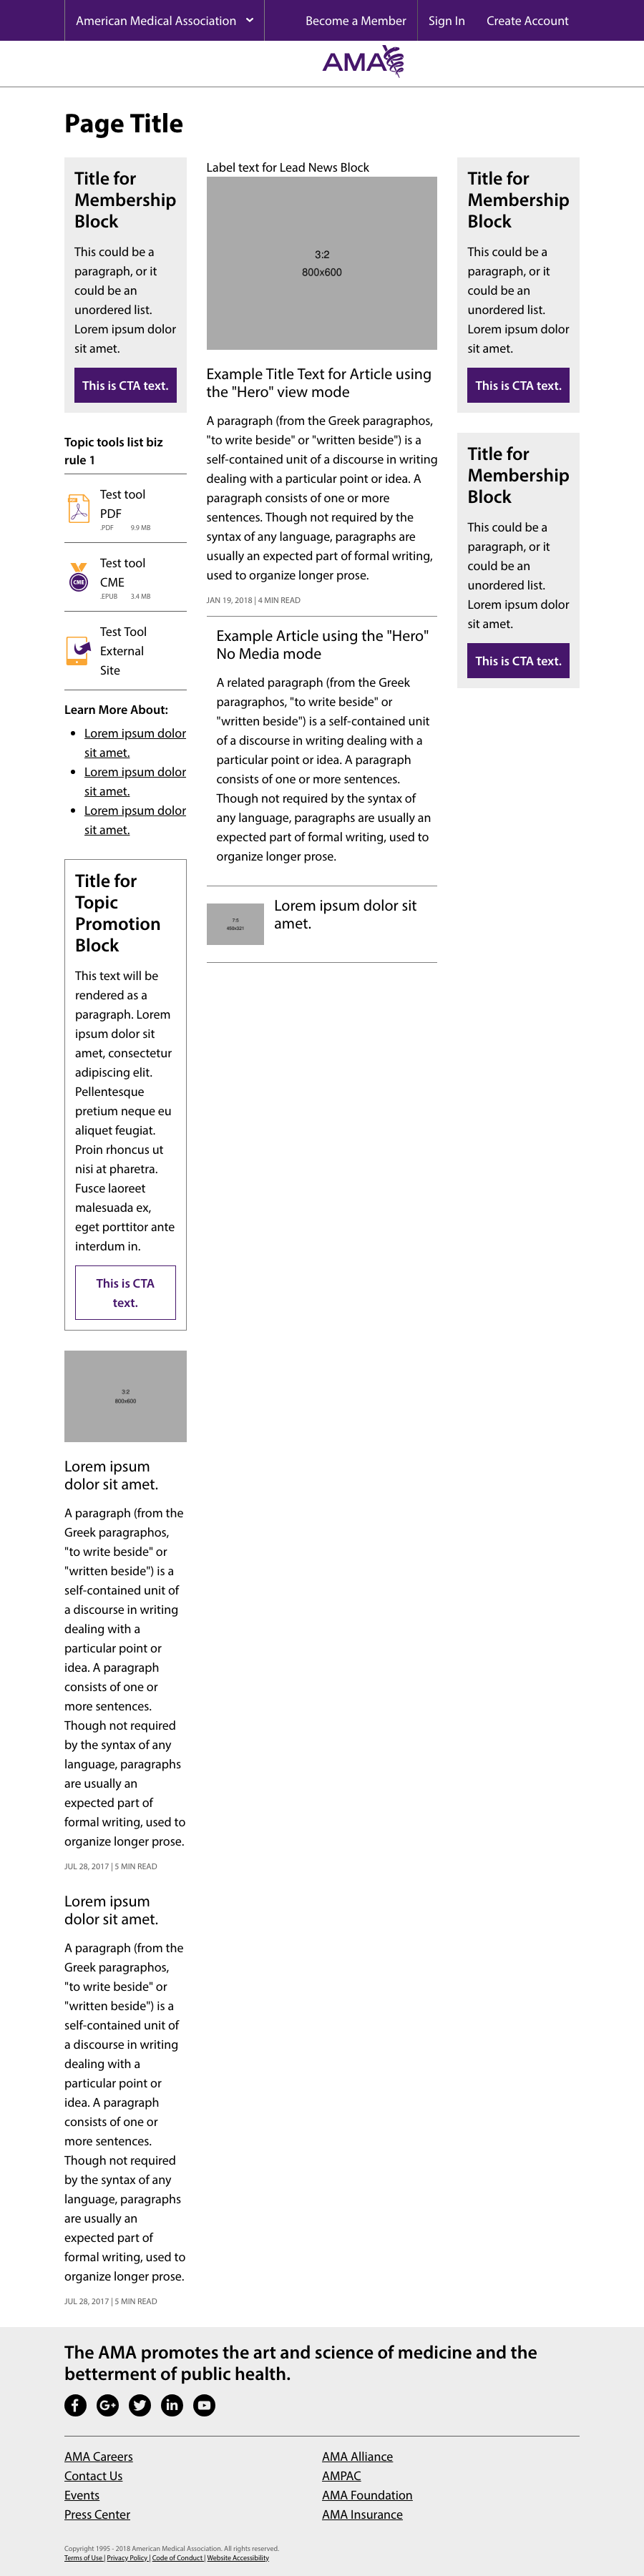 American Medical Association
Become a Member
Sign In
Create Account
AMA
Page Title
Title for
Membership
Block
This could be a
paragraph, or it
could be an
unordered list.
Lorem ipsum dolor
sit amet.
This is CTA text.
Topic tools list biz
rule 1
Test tool
PDF
.PDF 9.9 MB
CME
Test tool
CME
.EPUB 3.4 MB
Test Tool
External
Site
Learn More About:
• Lorem ipsum dolor
sit amet.
• Lorem ipsum dolor
sit amet.
• Lorem ipsum dolor
sit amet.
Title for
Topic
Promotion
Block
This text will be
rendered as a
paragraph. Lorem
ipsum dolor sit
amet, consectetur
adipiscing elit.
Pellentesque
pretium neque eu
aliquet feugiat.
Proin rhoncus ut
nisi at pharetra.
Fusce laoreet
malesuada ex,
eget porttitor ante
interdum in.
This is CTA
text.
3:2
800x600
Lorem ipsum
dolor sit amet.
A paragraph (from the
Greek paragraphos,
"to write beside" or
"written beside") is a
self-contained unit of
a discourse in writing
dealing with a
particular point or
idea. A paragraph
consists of one or
more sentences.
Though not required
by the syntax of any
language, paragraphs
are usually an
expected part of
formal writing, used to
organize longer prose.
JUL 28, 2017 | 5 MIN READ
Lorem ipsum
dolor sit amet.
A paragraph (from the
Greek paragraphos,
"to write beside" or
"written beside") is a
self-contained unit of
a discourse in writing
dealing with a
particular point or
idea. A paragraph
consists of one or
more sentences.
Though not required
by the syntax of any
language, paragraphs
are usually an
expected part of
formal writing, used to
organize longer prose.
JUL 28, 2017 | 5 MIN READ
Label text for Lead News Block
3:2
800x600
Example Title Text for Article using
the "Hero" view mode
A paragraph (from the Greek paragraphos,
"to write beside" or "written beside") is a
self-contained unit of a discourse in writing
dealing with a particular point or idea. A
paragraph consists of one or more
sentences. Though not required by the
syntax of any language, paragraphs are
usually an expected part of formal writing,
used to organize longer prose.
JAN 19, 2018 | 4 MIN READ
Example Article using the "Hero"
No Media mode
A related paragraph (from the Greek
paragraphos, "to write beside" or
"written beside") is a self-contained unit
of a discourse in writing dealing with a
particular point or idea. A paragraph
consists of one or more sentences.
Though not required by the syntax of
any language, paragraphs are usually an
expected part of formal writing, used to
organize longer prose.
7:5
450x321
Lorem ipsum dolor sit
amet.
Title for
Membership
Block
This could be a
paragraph, or it
could be an
unordered list.
Lorem ipsum dolor
sit amet.
This is CTA text.
Title for
Membership
Block
This could be a
paragraph, or it
could be an
unordered list.
Lorem ipsum dolor
sit amet.
This is CTA text.
The AMA promotes the art and science of medicine and the
betterment of public health.
AMA Careers
Contact Us
Events
Press Center
AMA Alliance
AMPAC
AMA Foundation
AMA Insurance
Copyright 1995 - 2018 American Medical Association. All rights reserved.
Terms of Use | Privacy Policy | Code of Conduct | Website Accessibility